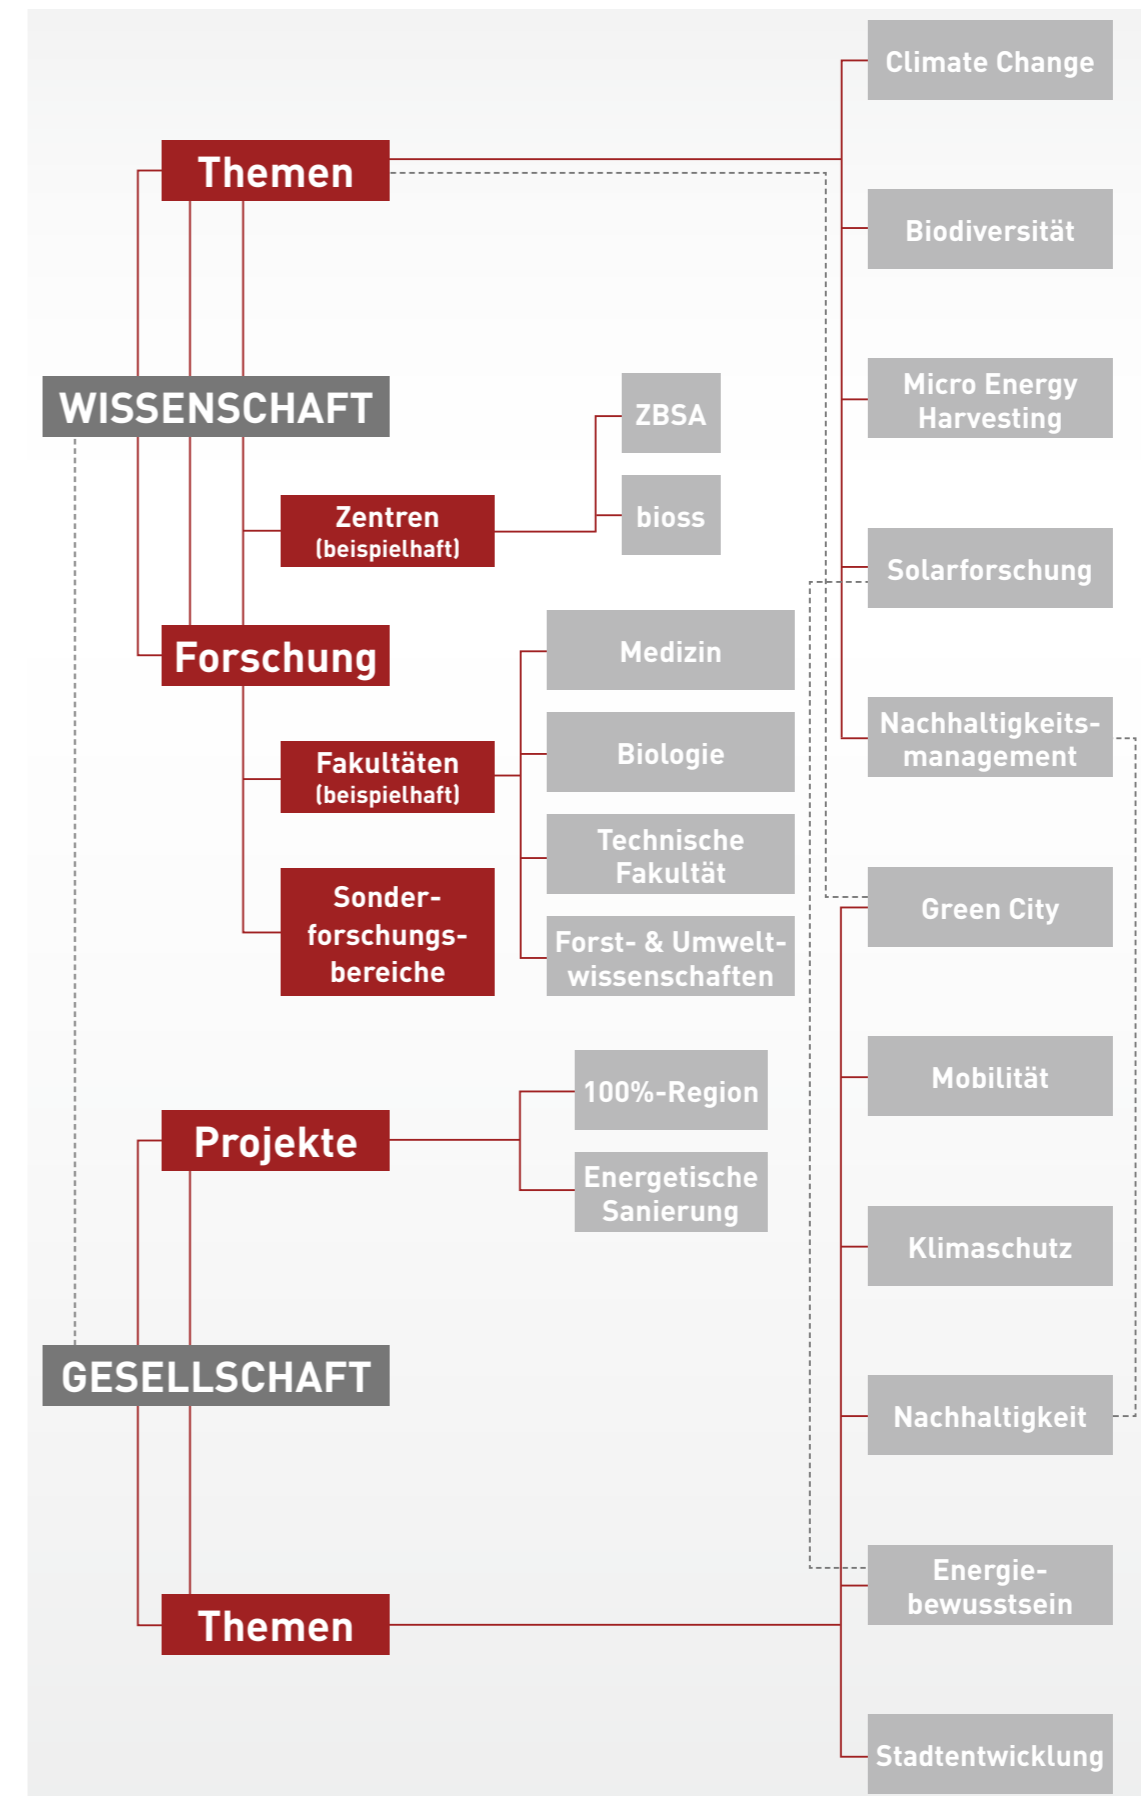 Climate Change
Themen
Biodiversität
WISSENSCHAFT
Micro Energy
Harvesting
ZBSA
bioss
Zentren
(beispielhaft)
Solarforschung
Forschung
Medizin
Nachhaltigkeits-
management
Fakultäten
(beispielhaft)
Biologie
Technische
Fakultät
Sonder-
forschungs-
bereiche
Green City
Forst- & Umwelt-
wissenschaften
100%-Region
Mobilität
Projekte
Energetische
Sanierung
Klimaschutz
GESELLSCHAFT
Nachhaltigkeit
Energie-
bewusstsein
Themen
Stadtentwicklung